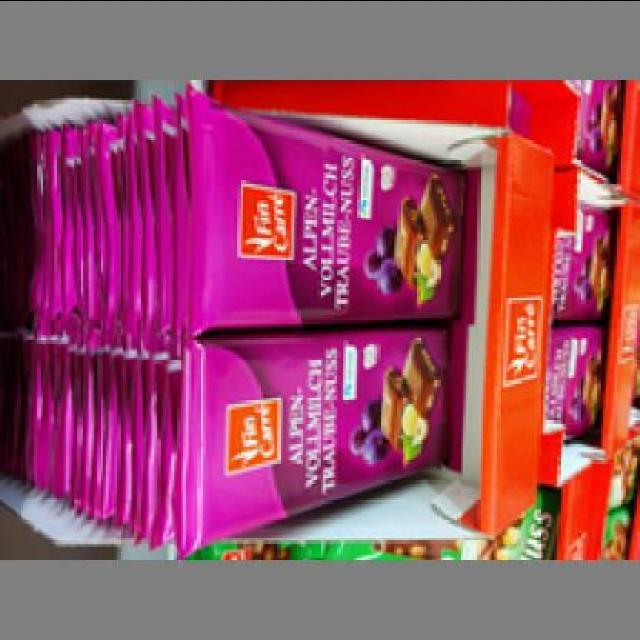 Fin
Carré
ALPEN-
VOLLMILCH
TRAUBE-NUSS
Fin
Carré
ALPEN-
VOLLMILCH
TRAUBE-NUSS
Fin
Carré